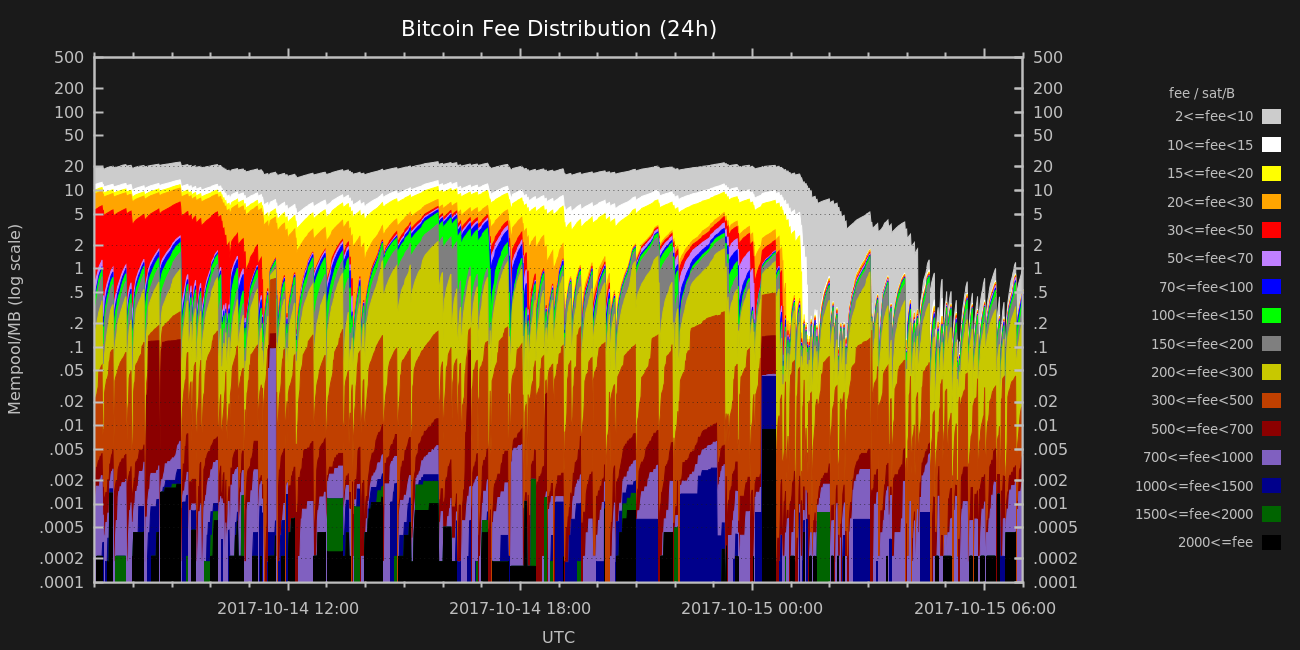 Bitcoin Fee Distribution (24h)
500 500
200 200
100 100
50 50
20 20
10 10
5 5
2 2
1 1
.5 .5
.2 .2
.1 .1
.05 .05
.02 .02
.01 .01
.005 .005
.002 .002
.001 .001
.0005 .0005
.0002 .0002
.0001 .0001
Mempool/MB (log scale)
2017-10-14 12:00 2017-10-14 18:00 2017-10-15 00:00 2017-10-15 06:00
UTC
fee / sat/B
2<=fee<10
10<=fee<15
15<=fee<20
20<=fee<30
30<=fee<50
50<=fee<70
70<=fee<100
100<=fee<150
150<=fee<200
200<=fee<300
300<=fee<500
500<=fee<700
700<=fee<1000
1000<=fee<1500
1500<=fee<2000
2000<=fee